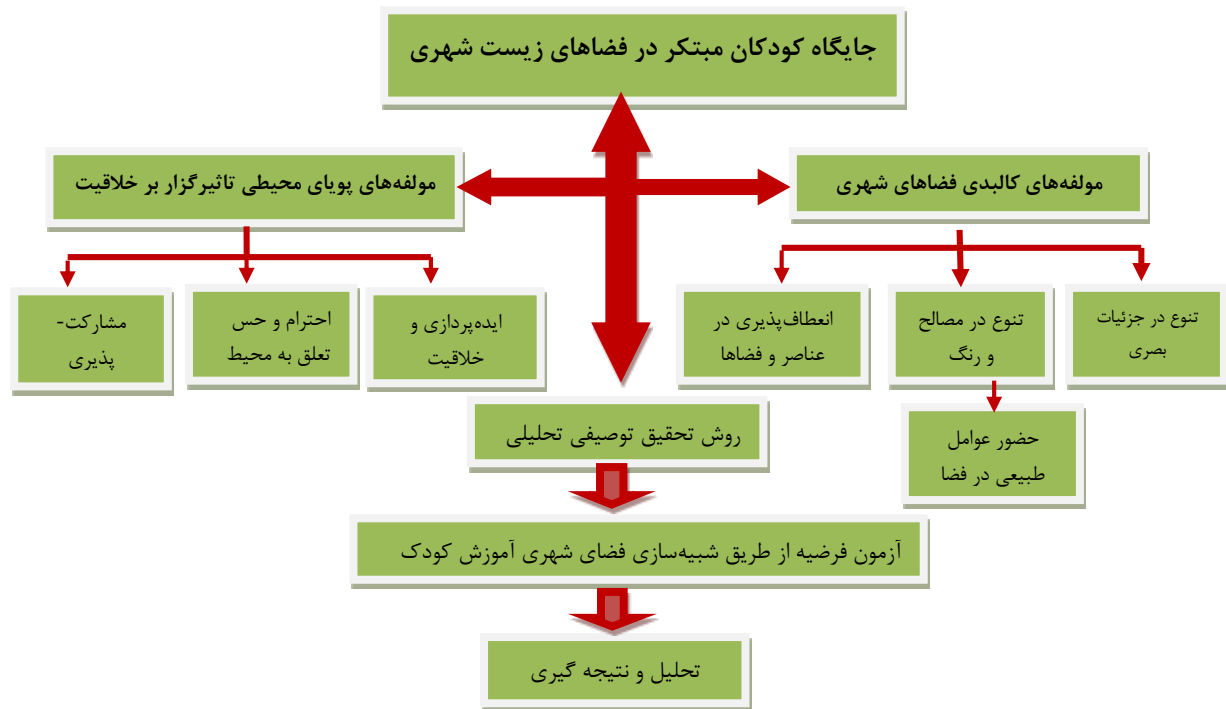 جایگاه کودکان مبتکر در فضاهای زیست شهری
مولفه‌های کالبدی فضاهای شهری
مولفه‌های پویای محیطی تاثیرگزار بر خلاقیت
تنوع در جزئیات
بصری
تنوع در مصالح
و رنگ
انعطاف‌پذیری در
عناصر و فضاها
ایده‌پردازی و
خلاقیت
احترام و حس
تعلق به محیط
مشارکت-
پذیری
حضور عوامل
طبیعی در فضا
روش تحقیق توصیفی تحلیلی
آزمون فرضیه از طریق شبیه‌سازی فضای شهری آموزش کودک
تحلیل و نتیجه گیری